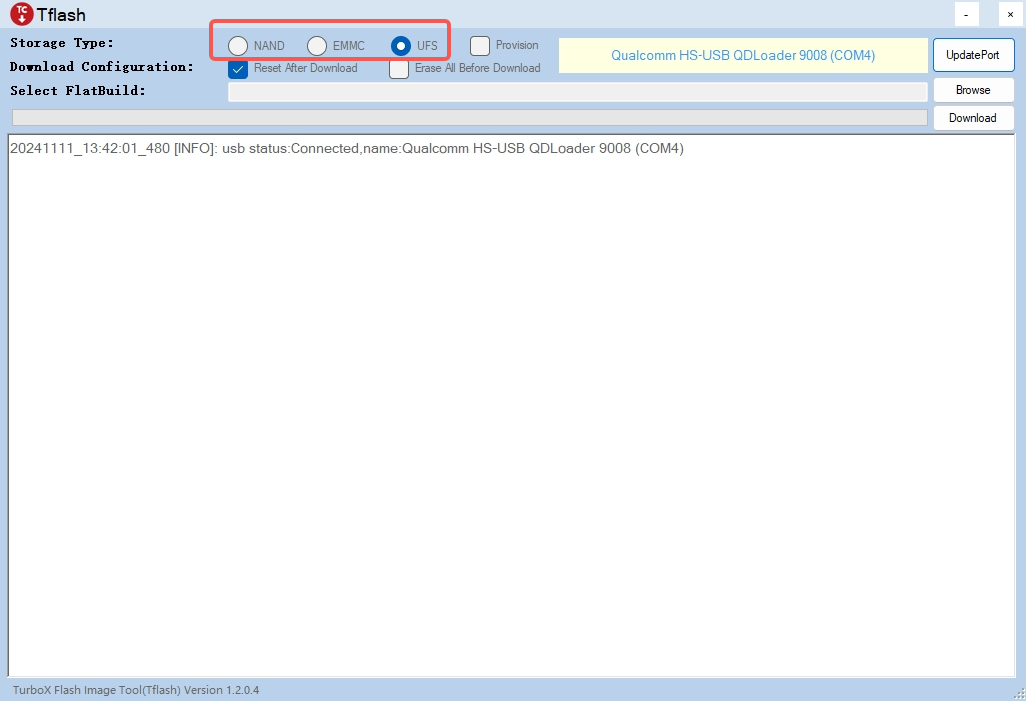 TC Tflash - ×
Storage Type: NAND EMMC UFS Provision Qualcomm HS-USB QDLoader 9008 (COM4) UpdatePort
Download Configuration: Reset After Download Erase All Before Download
Select FlatBuild: Browse
Download
20241111_13:42:01_480 [INFO]: usb status:Connected,name:Qualcomm HS-USB QDLoader 9008 (COM4)
TurboX Flash Image Tool(Tflash) Version 1.2.0.4